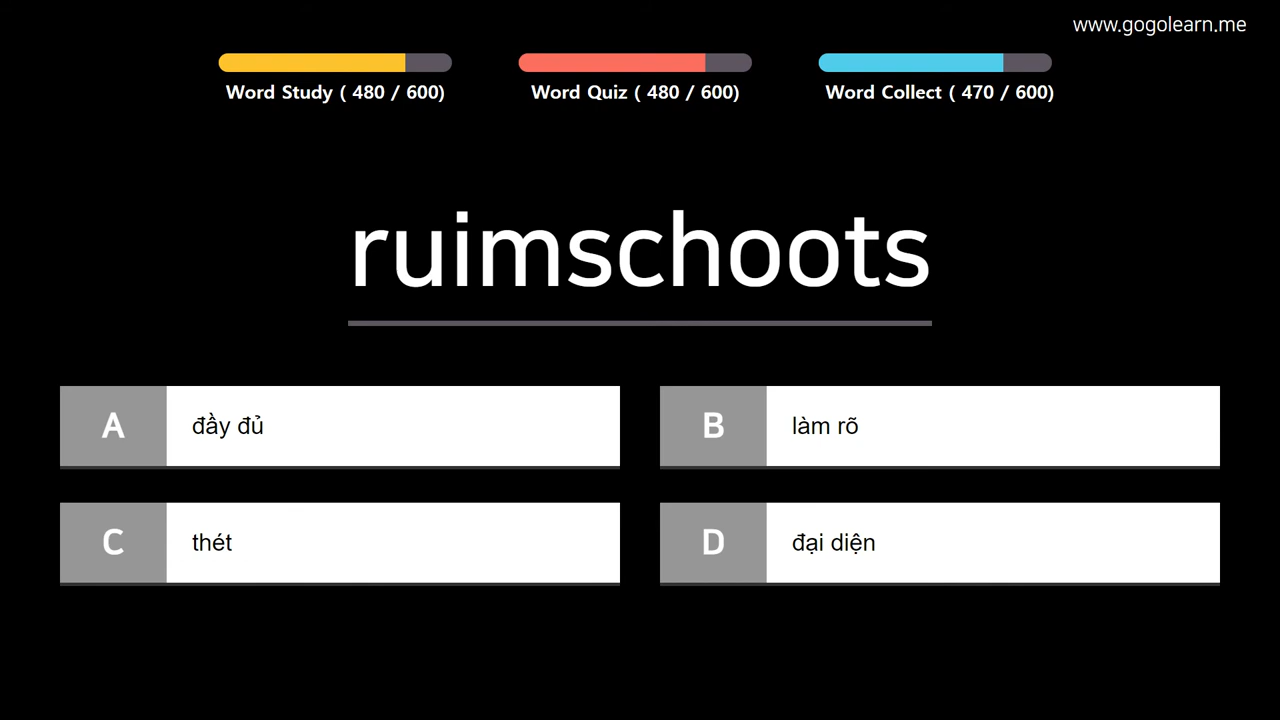 www.gogolearn.me
Word Study ( 480 / 600)
Word Quiz ( 480 / 600)
Word Collect ( 470 / 600)
ruimschoots
A đầy đủ
B làm rõ
C thét
D đại diện